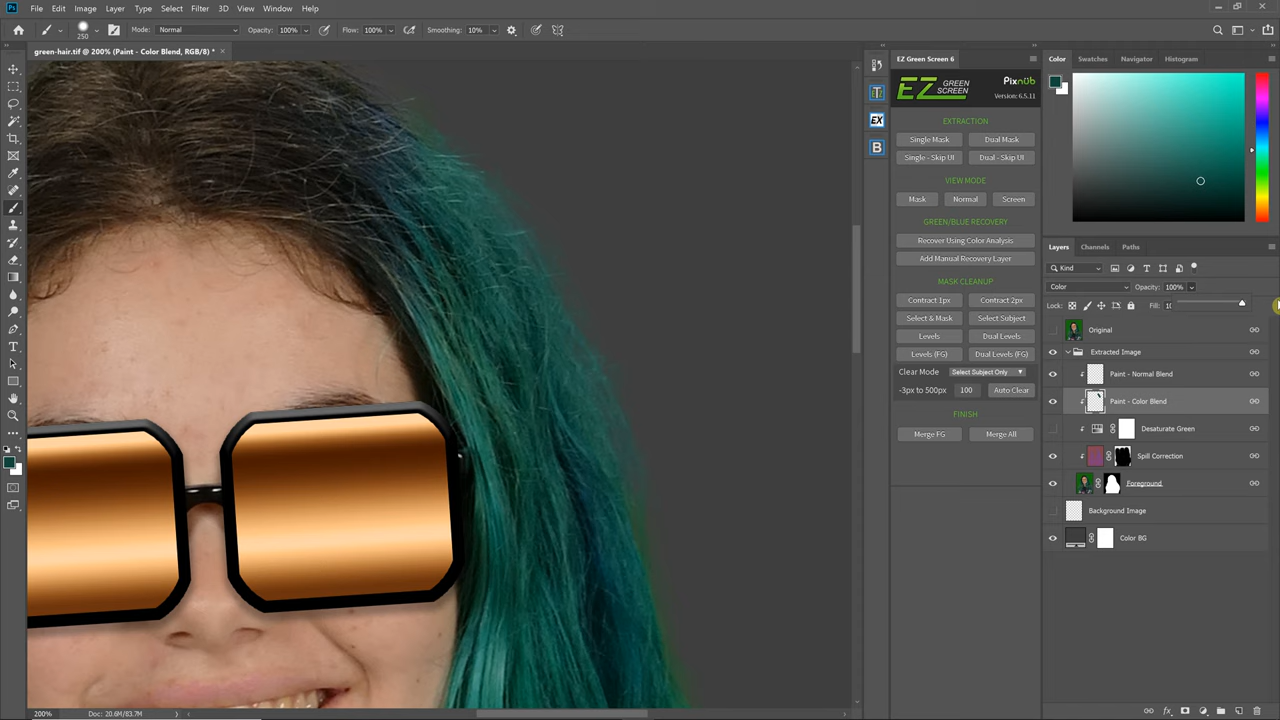 Ps File Edit Image Layer Type Select Filter 3D View Window Help
250 Mode: Normal Opacity: 100% Flow: 100% Smoothing: 10%
green-hair.tif @ 200% (Paint - Color Blend, RGB/8) * ×
EZ Green Screen 6
EZ GREEN SCREEN
PixnUb
Version: 6.5.11
EXTRACTION
Single Mask Dual Mask
Single - Skip UI Dual - Skip UI
VIEW MODE
Mask Normal Screen
GREEN/BLUE RECOVERY
Recover Using Color Analysis
Add Manual Recovery Layer
MASK CLEANUP
Contract 1px Contract 2px
Select & Mask Select Subject
Levels Dual Levels
Levels (FG) Dual Levels (FG)
Clear Mode Select Subject Only
-3px to 500px 100 Auto Clear
FINISH
Merge FG Merge All
EX
B
Color Swatches Navigator Histogram
Layers Channels Paths
Kind
Color Opacity: 100%
Lock: Fill: 10
Original
Extracted Image
Paint - Normal Blend
Paint - Color Blend
Desaturate Green
Spill Correction
Foreground
Background Image
Color BG
fx
200% Doc: 20.6M/83.7M